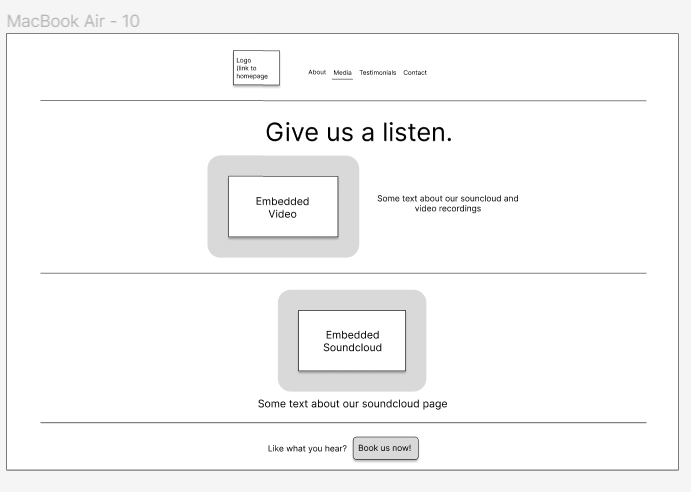 MacBook Air - 10
Logo
(link to
homepage
About Media Testimonials Contact
Give us a listen.
Embedded
Video
Some text about our souncloud and
video recordings
Embedded
Soundcloud
Some text about our soundcloud page
Like what you hear? Book us now!